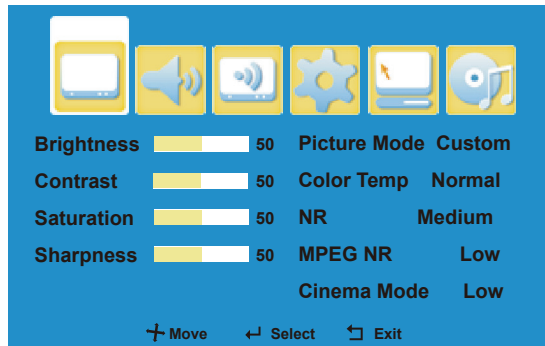 Brightness 50 Picture Mode Custom
Contrast 50 Color Temp Normal
Saturation 50 NR Medium
Sharpness 50 MPEG NR Low
Cinema Mode Low
Move Select Exit